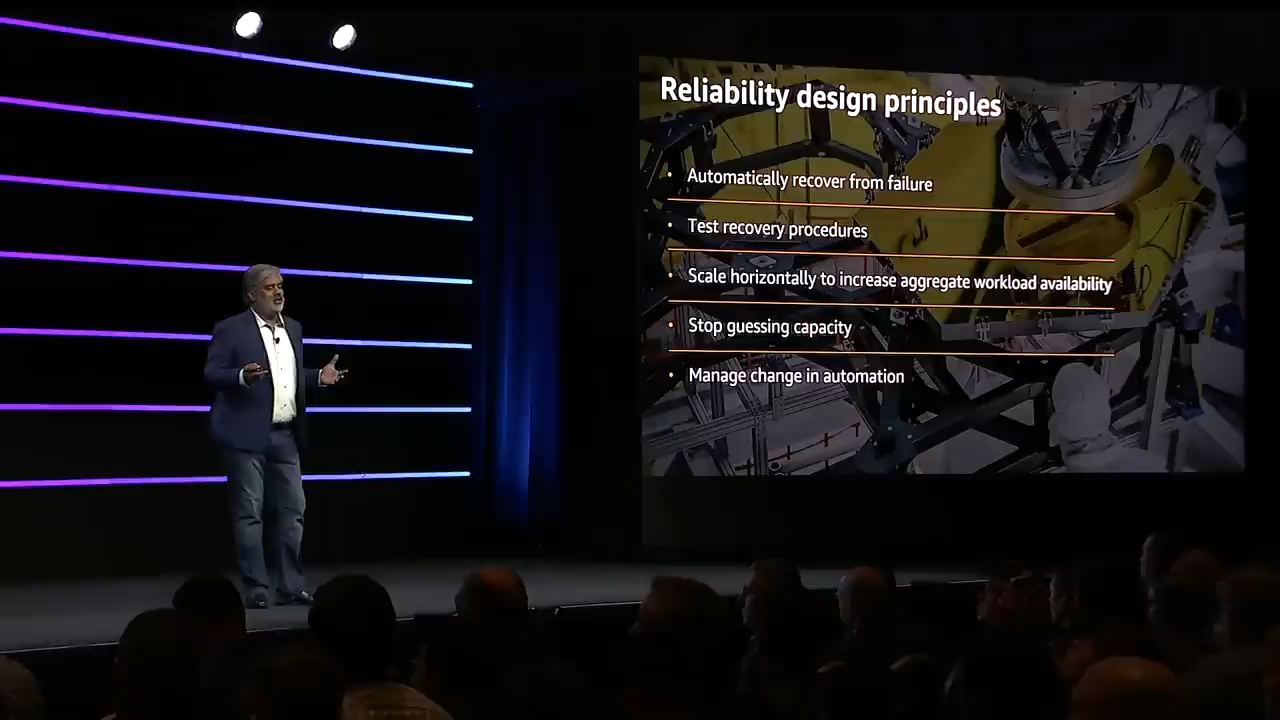 Reliability design principles
• Automatically recover from failure
• Test recovery procedures
• Scale horizontally to increase aggregate workload availability
• Stop guessing capacity
• Manage change in automation